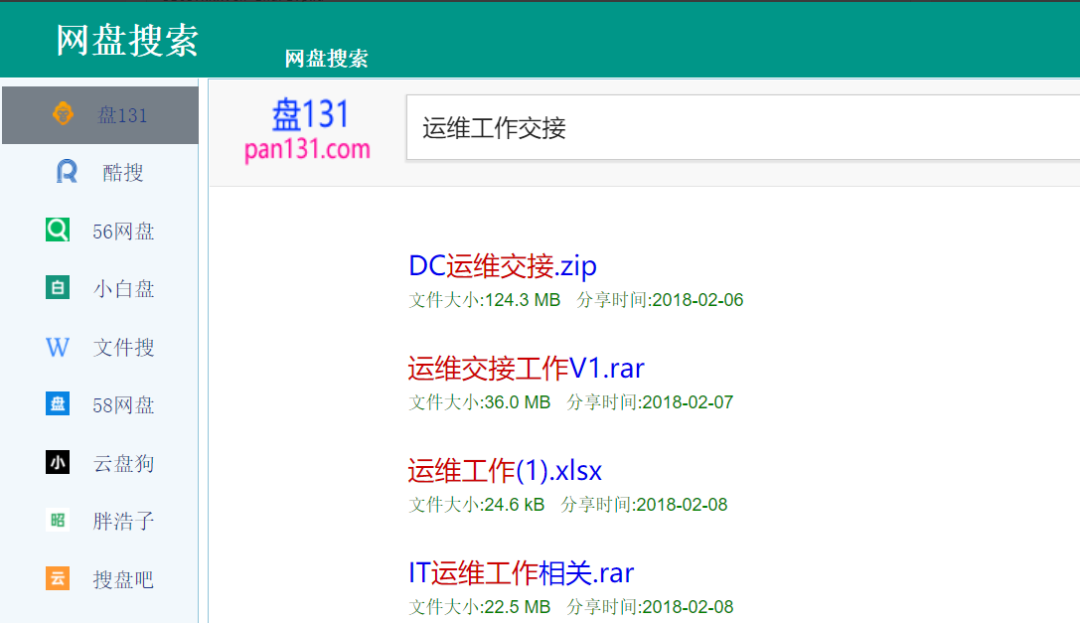 网盘搜索
网盘搜索
盘131
酷搜
56网盘
小白盘
文件搜
58网盘
云盘狗
胖浩子
搜盘吧
白
W
盘
小
昭
云
盘131
pan131.com
运维工作交接
DC运维交接.zip
文件大小:124.3 MB 分享时间:2018-02-06
运维交接工作V1.rar
文件大小:36.0 MB 分享时间:2018-02-07
运维工作(1).xlsx
文件大小:24.6 kB 分享时间:2018-02-08
IT运维工作相关.rar
文件大小:22.5 MB 分享时间:2018-02-08